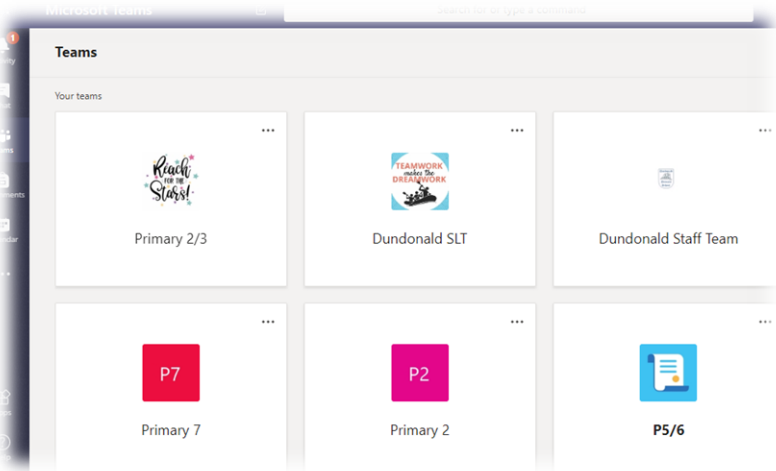 Microsoft Teams
Search for or type a command
1
Teams
Your teams
Reach
FOR THE
Stars!
Primary 2/3
TEAMWORK
makes the
DREAMWORK
Dundonald SLT
Dundonald Staff Team
P7
Primary 7
P2
Primary 2
P5/6